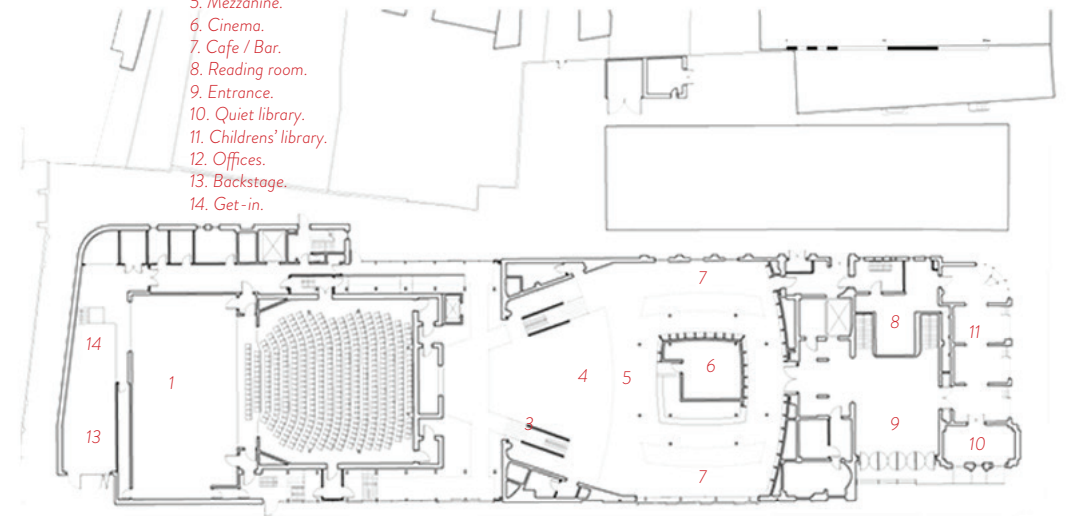 5. Mezzanine.
6. Cinema.
7. Cafe / Bar.
8. Reading room.
9. Entrance.
10. Quiet library.
11. Childrens' library.
12. Offices.
13. Backstage.
14. Get-in.
7
8
11
14
1
4
5
6
3
13
9
10
7